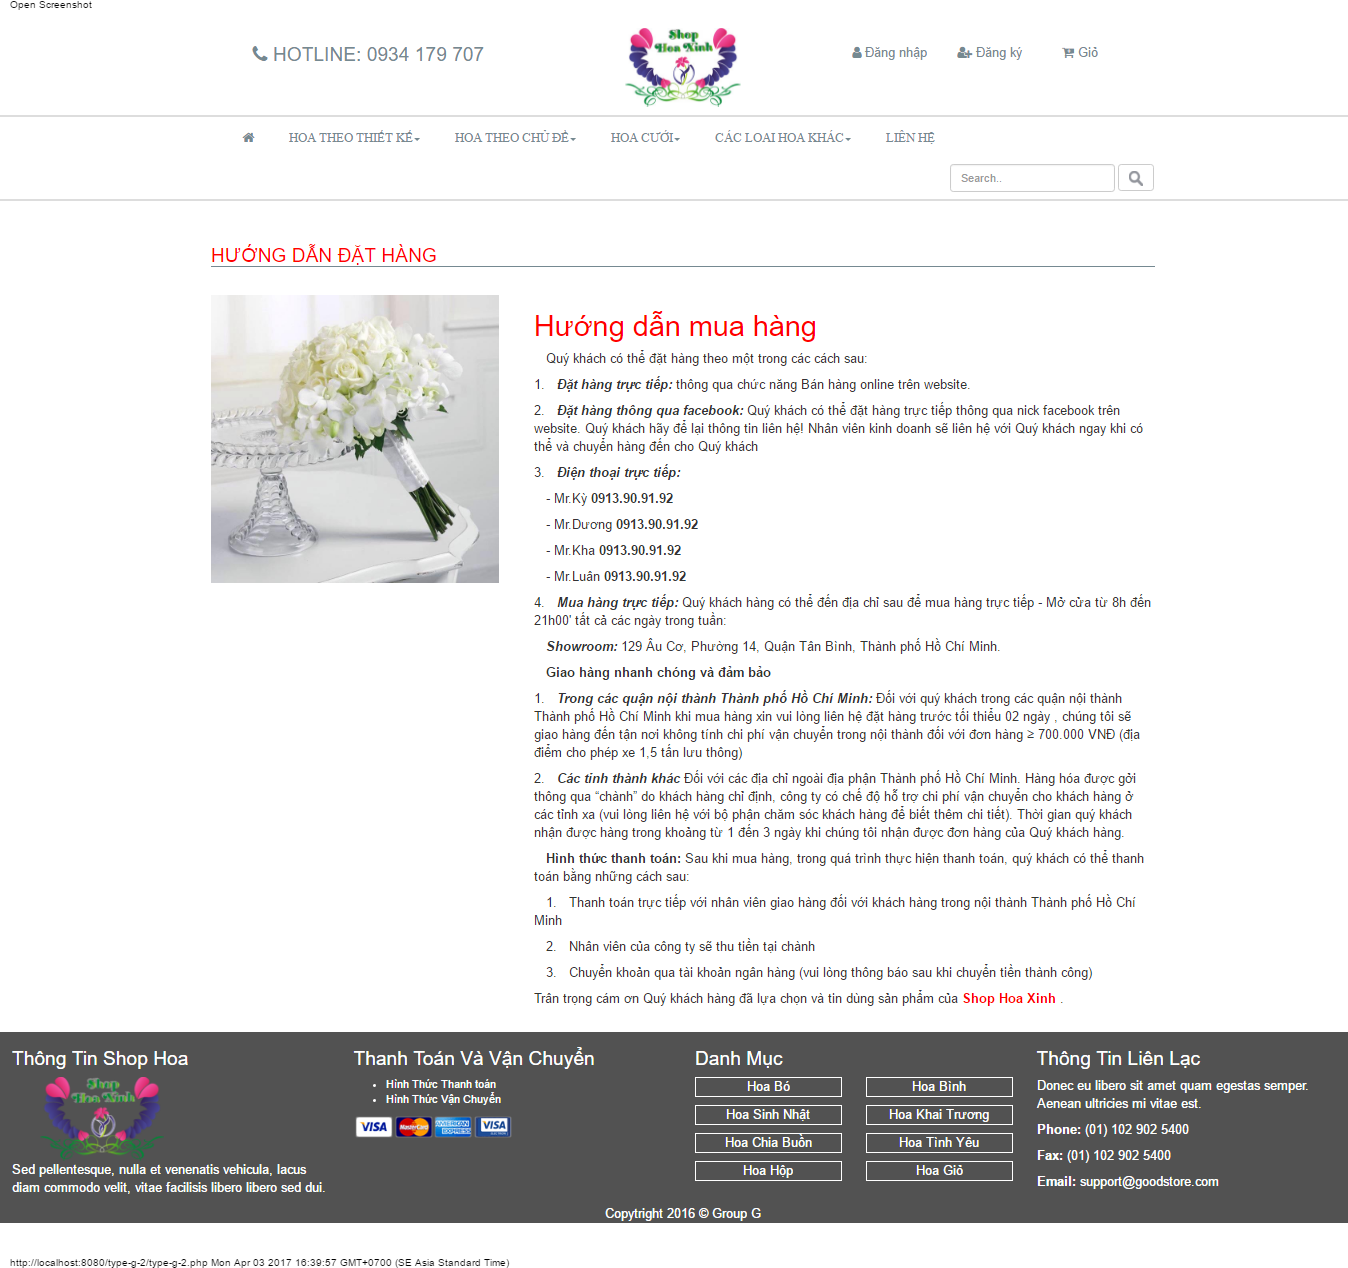 Open Screenshot
HOTLINE: 0934 179 707
Shop
Hoa Xinh
Đăng nhập
Đăng ký
Giỏ
HOA THEO THIẾT KẾ
HOA THEO CHỦ ĐỀ
HOA CƯỚI
CÁC LOẠI HOA KHÁC
LIÊN HỆ
Search..
HƯỚNG DẪN ĐẶT HÀNG
Hướng dẫn mua hàng
Quý khách có thể đặt hàng theo một trong các cách sau:
1. Đặt hàng trực tiếp: thông qua chức năng Bán hàng online trên website.
2. Đặt hàng thông qua facebook: Quý khách có thể đặt hàng trực tiếp thông qua nick facebook trên
website. Quý khách hãy để lại thông tin liên hệ! Nhân viên kinh doanh sẽ liên hệ với Quý khách ngay khi có
thể và chuyển hàng đến cho Quý khách
3. Điện thoại trực tiếp:
- Mr.Kỳ 0913.90.91.92
- Mr.Dương 0913.90.91.92
- Mr.Kha 0913.90.91.92
- Mr.Luân 0913.90.91.92
4. Mua hàng trực tiếp: Quý khách hàng có thể đến địa chỉ sau để mua hàng trực tiếp - Mở cửa từ 8h đến
21h00' tất cả các ngày trong tuần:
Showroom: 129 Âu Cơ, Phường 14, Quận Tân Bình, Thành phố Hồ Chí Minh.
Giao hàng nhanh chóng và đảm bảo
1. Trong các quận nội thành Thành phố Hồ Chí Minh: Đối với quý khách trong các quận nội thành
Thành phố Hồ Chí Minh khi mua hàng xin vui lòng liên hệ đặt hàng trước tối thiểu 02 ngày , chúng tôi sẽ
giao hàng đến tận nơi không tính chi phí vận chuyển trong nội thành đối với đơn hàng ≥ 700.000 VNĐ (địa
điểm cho phép xe 1,5 tấn lưu thông)
2. Các tỉnh thành khác Đối với các địa chỉ ngoài địa phận Thành phố Hồ Chí Minh. Hàng hóa được gởi
thông qua “chành” do khách hàng chỉ định, công ty có chế độ hỗ trợ chi phí vận chuyển cho khách hàng ở
các tỉnh xa (vui lòng liên hệ với bộ phận chăm sóc khách hàng để biết thêm chi tiết). Thời gian quý khách
nhận được hàng trong khoảng từ 1 đến 3 ngày khi chúng tôi nhận được đơn hàng của Quý khách hàng.
Hình thức thanh toán: Sau khi mua hàng, trong quá trình thực hiện thanh toán, quý khách có thể thanh
toán bằng những cách sau:
1. Thanh toán trực tiếp với nhân viên giao hàng đối với khách hàng trong nội thành Thành phố Hồ Chí
Minh
2. Nhân viên của công ty sẽ thu tiền tại chành
3. Chuyển khoản qua tài khoản ngân hàng (vui lòng thông báo sau khi chuyển tiền thành công)
Trân trọng cám ơn Quý khách hàng đã lựa chọn và tin dùng sản phẩm của Shop Hoa Xinh .
Thông Tin Shop Hoa
Shop
Hoa Xinh
Sed pellentesque, nulla et venenatis vehicula, lacus
diam commodo velit, vitae facilisis libero libero sed dui.
Thanh Toán Và Vận Chuyển
Hình Thức Thanh toán
Hình Thức Vận Chuyển
VISA MasterCard AMERICAN EXPRESS VISA
Danh Mục
Hoa Bó
Hoa Bình
Hoa Sinh Nhật
Hoa Khai Trương
Hoa Chia Buồn
Hoa Tình Yêu
Hoa Hộp
Hoa Giỏ
Thông Tin Liên Lạc
Donec eu libero sit amet quam egestas semper.
Aenean ultricies mi vitae est.
Phone: (01) 102 902 5400
Fax: (01) 102 902 5400
Email: support@goodstore.com
Copytright 2016 © Group G
http://localhost:8080/type-g-2/type-g-2.php Mon Apr 03 2017 16:39:57 GMT+0700 (SE Asia Standard Time)